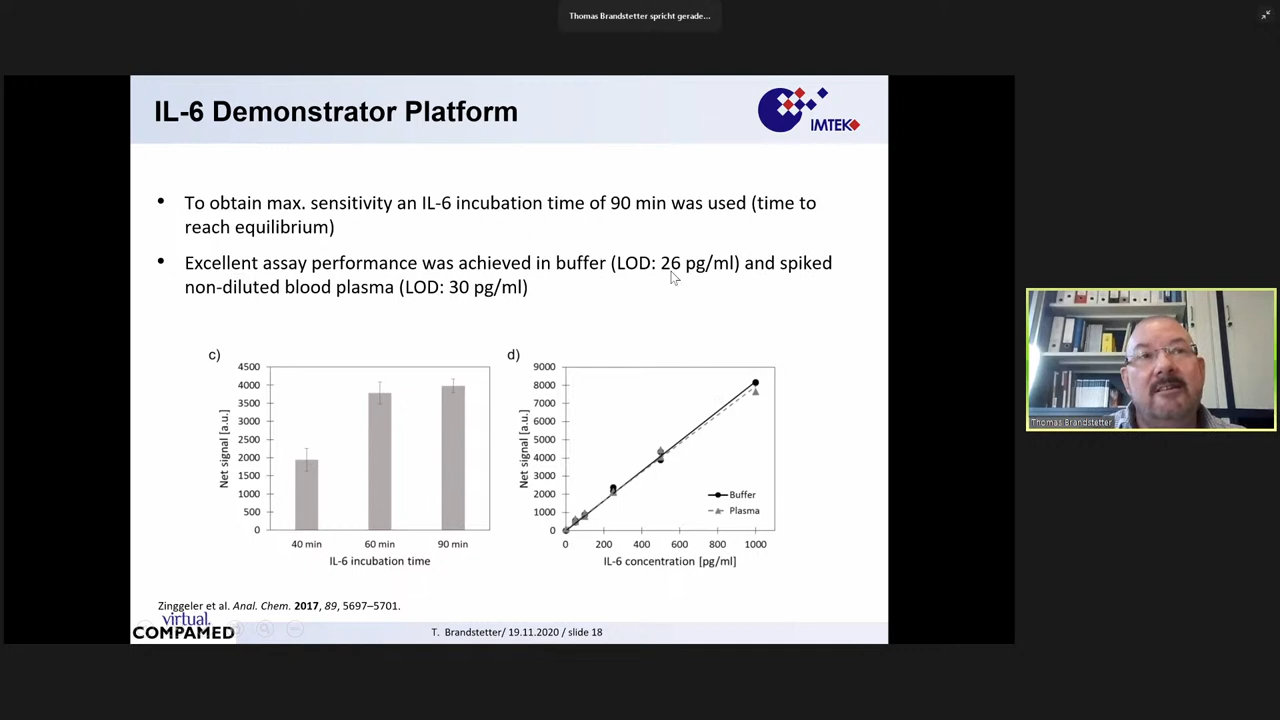 Thomas Brandstetter spricht gerade...
IL-6 Demonstrator Platform
IMTEK
• To obtain max. sensitivity an IL-6 incubation time of 90 min was used (time to
reach equilibrium)
• Excellent assay performance was achieved in buffer (LOD: 26 pg/ml) and spiked
non-diluted blood plasma (LOD: 30 pg/ml)
c)
4500
4000
3500
3000
2500
2000
1500
1000
500
0
Net signal [a.u.]
40 min 60 min 90 min
IL-6 incubation time
d)
9000
8000
7000
6000
5000
4000
3000
2000
1000
0
Net signal [a.u.]
Buffer
Plasma
0 200 400 600 800 1000
IL-6 concentration [pg/ml]
Thomas Brandstetter
Zinggeler et al. Anal. Chem. 2017, 89, 5697–5701.
virtual.
COMPAMED
T. Brandstetter/ 19.11.2020 / slide 18